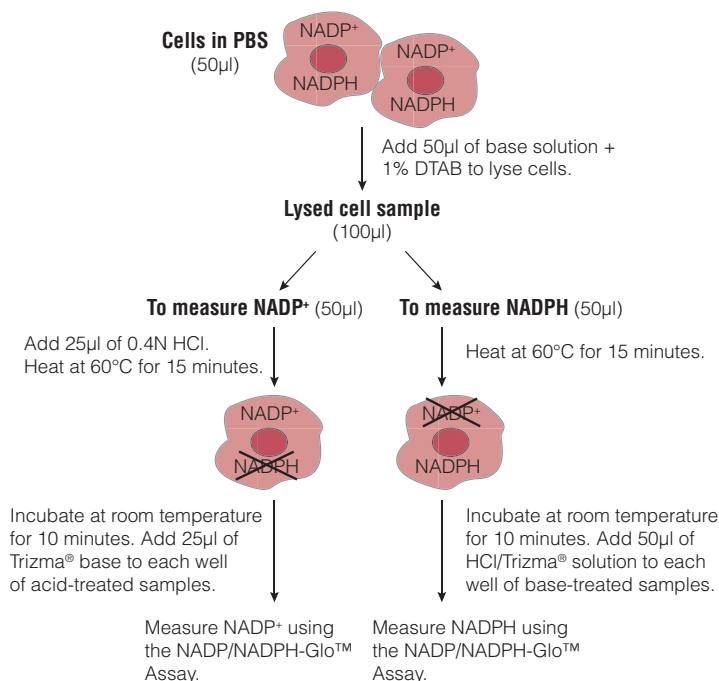 Cells in PBS
(50µl)
NADP⁺
NADPH
NADP⁺
NADPH
Add 50µl of base solution +
1% DTAB to lyse cells.
Lysed cell sample
(100µl)
To measure NADP⁺ (50µl)
Add 25µl of 0.4N HCl.
Heat at 60°C for 15 minutes.
NADP⁺
NADPH
Incubate at room temperature
for 10 minutes. Add 25µl of
Trizma® base to each well
of acid-treated samples.
Measure NADP⁺ using
the NADP/NADPH-Glo™
Assay.
To measure NADPH (50µl)
Heat at 60°C for 15 minutes.
NADP⁺
NADPH
Incubate at room temperature
for 10 minutes. Add 50µl of
HCl/Trizma® solution to each
well of base-treated samples.
Measure NADPH using
the NADP/NADPH-Glo™
Assay.